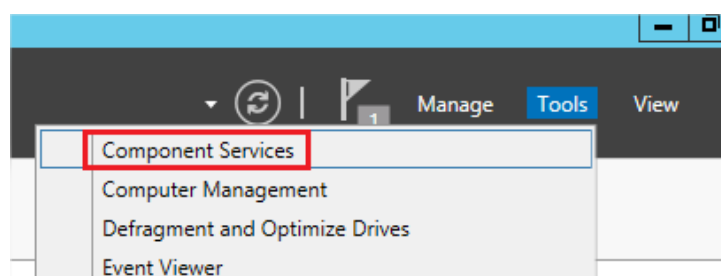 1 Manage Tools View
Component Services
Computer Management
Defragment and Optimize Drives
Event Viewer